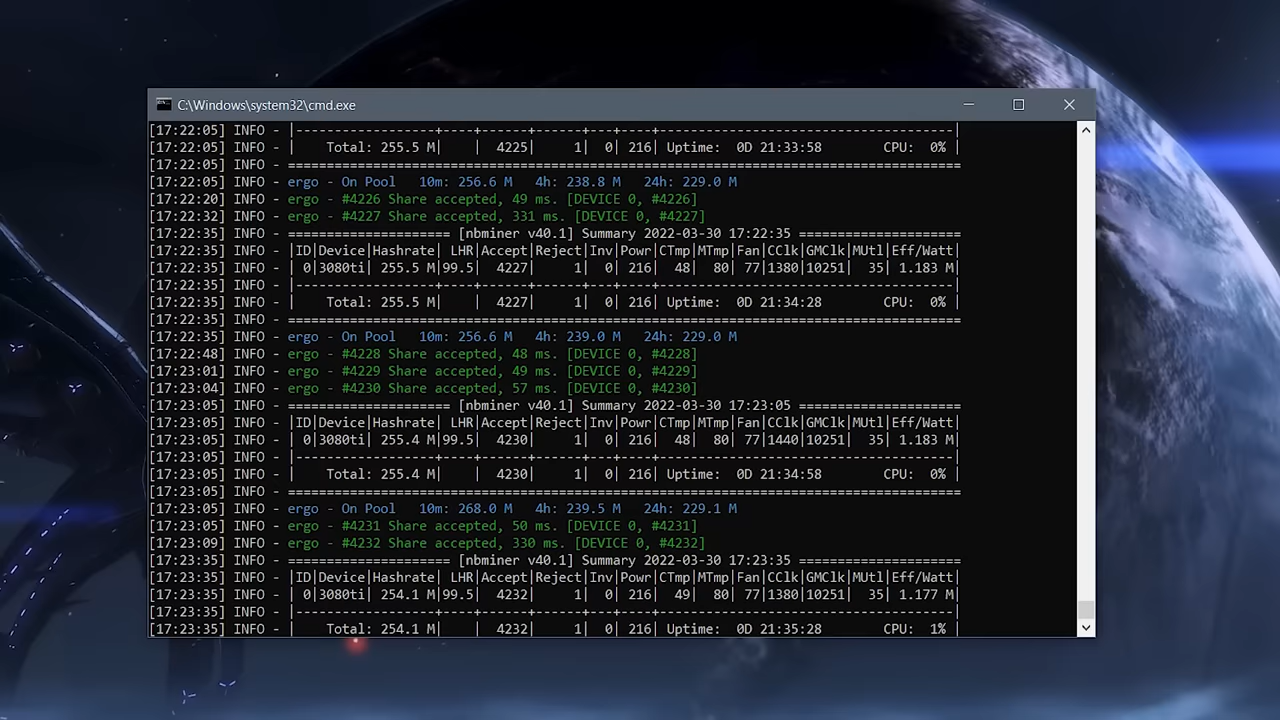 C:\Windows\system32\cmd.exe
[17:22:05] INFO - |------------------+----+------+------+---+----+---------------------------------------|
[17:22:05] INFO - |    Total: 255.5 M|    |  4225|     1|  0| 216| Uptime:  0D 21:33:58        CPU:  0% |
[17:22:05] INFO - =======================================================================================
[17:22:05] INFO - ergo - On Pool   10m: 256.6 M   4h: 238.8 M   24h: 229.0 M
[17:22:20] INFO - ergo - #4226 Share accepted, 49 ms. [DEVICE 0, #4226]
[17:22:32] INFO - ergo - #4227 Share accepted, 331 ms. [DEVICE 0, #4227]
[17:22:35] INFO - ===================== [nbminer v40.1] Summary 2022-03-30 17:22:35 =====================
[17:22:35] INFO - |ID|Device|Hashrate| LHR|Accept|Reject|Inv|Powr|CTmp|MTmp|Fan|CClk|GMClk|MUtl|Eff/Watt|
[17:22:35] INFO - | 0|3080ti| 255.5 M|99.5|  4227|     1|  0| 216|  48|  80| 77|1380|10251|  35| 1.183 M|
[17:22:35] INFO - |------------------+----+------+------+---+----+---------------------------------------|
[17:22:35] INFO - |    Total: 255.5 M|    |  4227|     1|  0| 216| Uptime:  0D 21:34:28        CPU:  0% |
[17:22:35] INFO - =======================================================================================
[17:22:35] INFO - ergo - On Pool   10m: 256.6 M   4h: 239.0 M   24h: 229.0 M
[17:22:48] INFO - ergo - #4228 Share accepted, 48 ms. [DEVICE 0, #4228]
[17:23:01] INFO - ergo - #4229 Share accepted, 49 ms. [DEVICE 0, #4229]
[17:23:04] INFO - ergo - #4230 Share accepted, 57 ms. [DEVICE 0, #4230]
[17:23:05] INFO - ===================== [nbminer v40.1] Summary 2022-03-30 17:23:05 =====================
[17:23:05] INFO - |ID|Device|Hashrate| LHR|Accept|Reject|Inv|Powr|CTmp|MTmp|Fan|CClk|GMClk|MUtl|Eff/Watt|
[17:23:05] INFO - | 0|3080ti| 255.4 M|99.5|  4230|     1|  0| 216|  48|  80| 77|1440|10251|  35| 1.183 M|
[17:23:05] INFO - |------------------+----+------+------+---+----+---------------------------------------|
[17:23:05] INFO - |    Total: 255.4 M|    |  4230|     1|  0| 216| Uptime:  0D 21:34:58        CPU:  0% |
[17:23:05] INFO - =======================================================================================
[17:23:05] INFO - ergo - On Pool   10m: 268.0 M   4h: 239.5 M   24h: 229.1 M
[17:23:05] INFO - ergo - #4231 Share accepted, 50 ms. [DEVICE 0, #4231]
[17:23:09] INFO - ergo - #4232 Share accepted, 330 ms. [DEVICE 0, #4232]
[17:23:35] INFO - ===================== [nbminer v40.1] Summary 2022-03-30 17:23:35 =====================
[17:23:35] INFO - |ID|Device|Hashrate| LHR|Accept|Reject|Inv|Powr|CTmp|MTmp|Fan|CClk|GMClk|MUtl|Eff/Watt|
[17:23:35] INFO - | 0|3080ti| 254.1 M|99.5|  4232|     1|  0| 216|  49|  80| 77|1380|10251|  35| 1.177 M|
[17:23:35] INFO - |------------------+----+------+------+---+----+---------------------------------------|
[17:23:35] INFO - |    Total: 254.1 M|    |  4232|     1|  0| 216| Uptime:  0D 21:35:28        CPU:  1% |